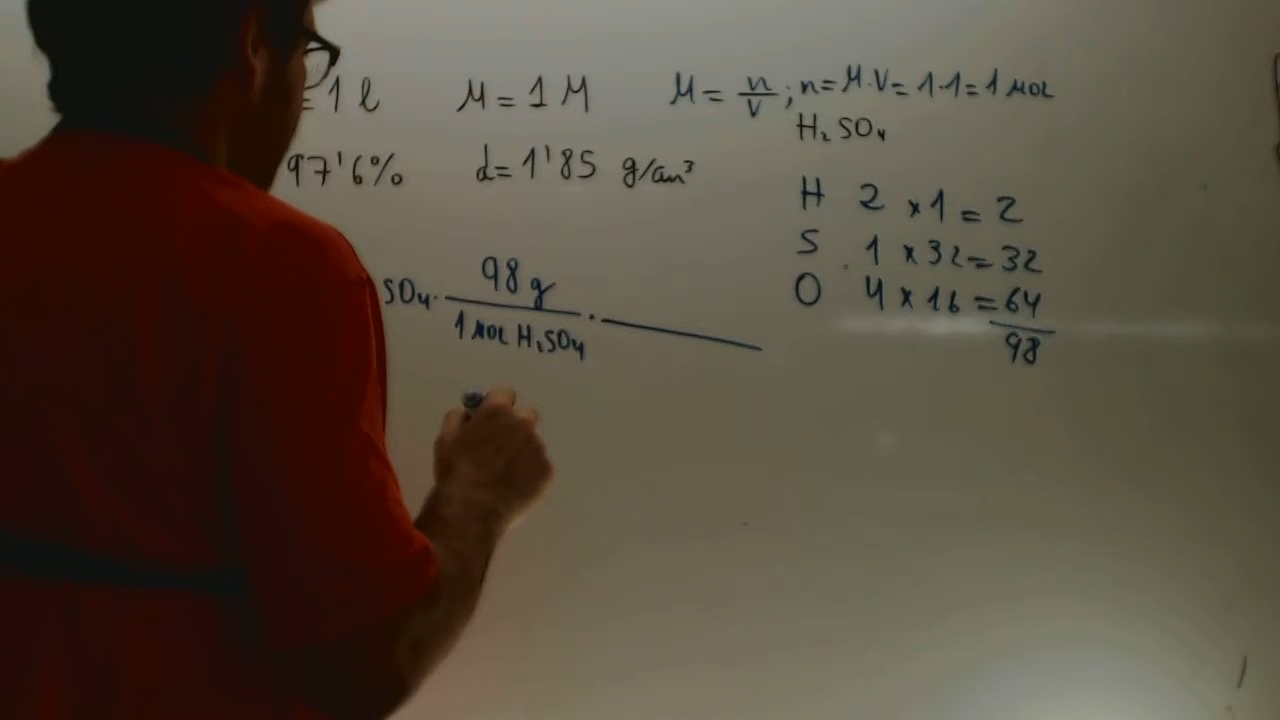 =1 l M = 1 M M = n/V ; n = M·V = 1·1 = 1 MOL
H₂SO₄
97'6% d = 1'85 g/cm³
H 2 × 1 = 2
S 1 × 32 = 32
O 4 × 16 = 64
98
SO₄ · 98 g / 1 MOL H₂SO₄ ·